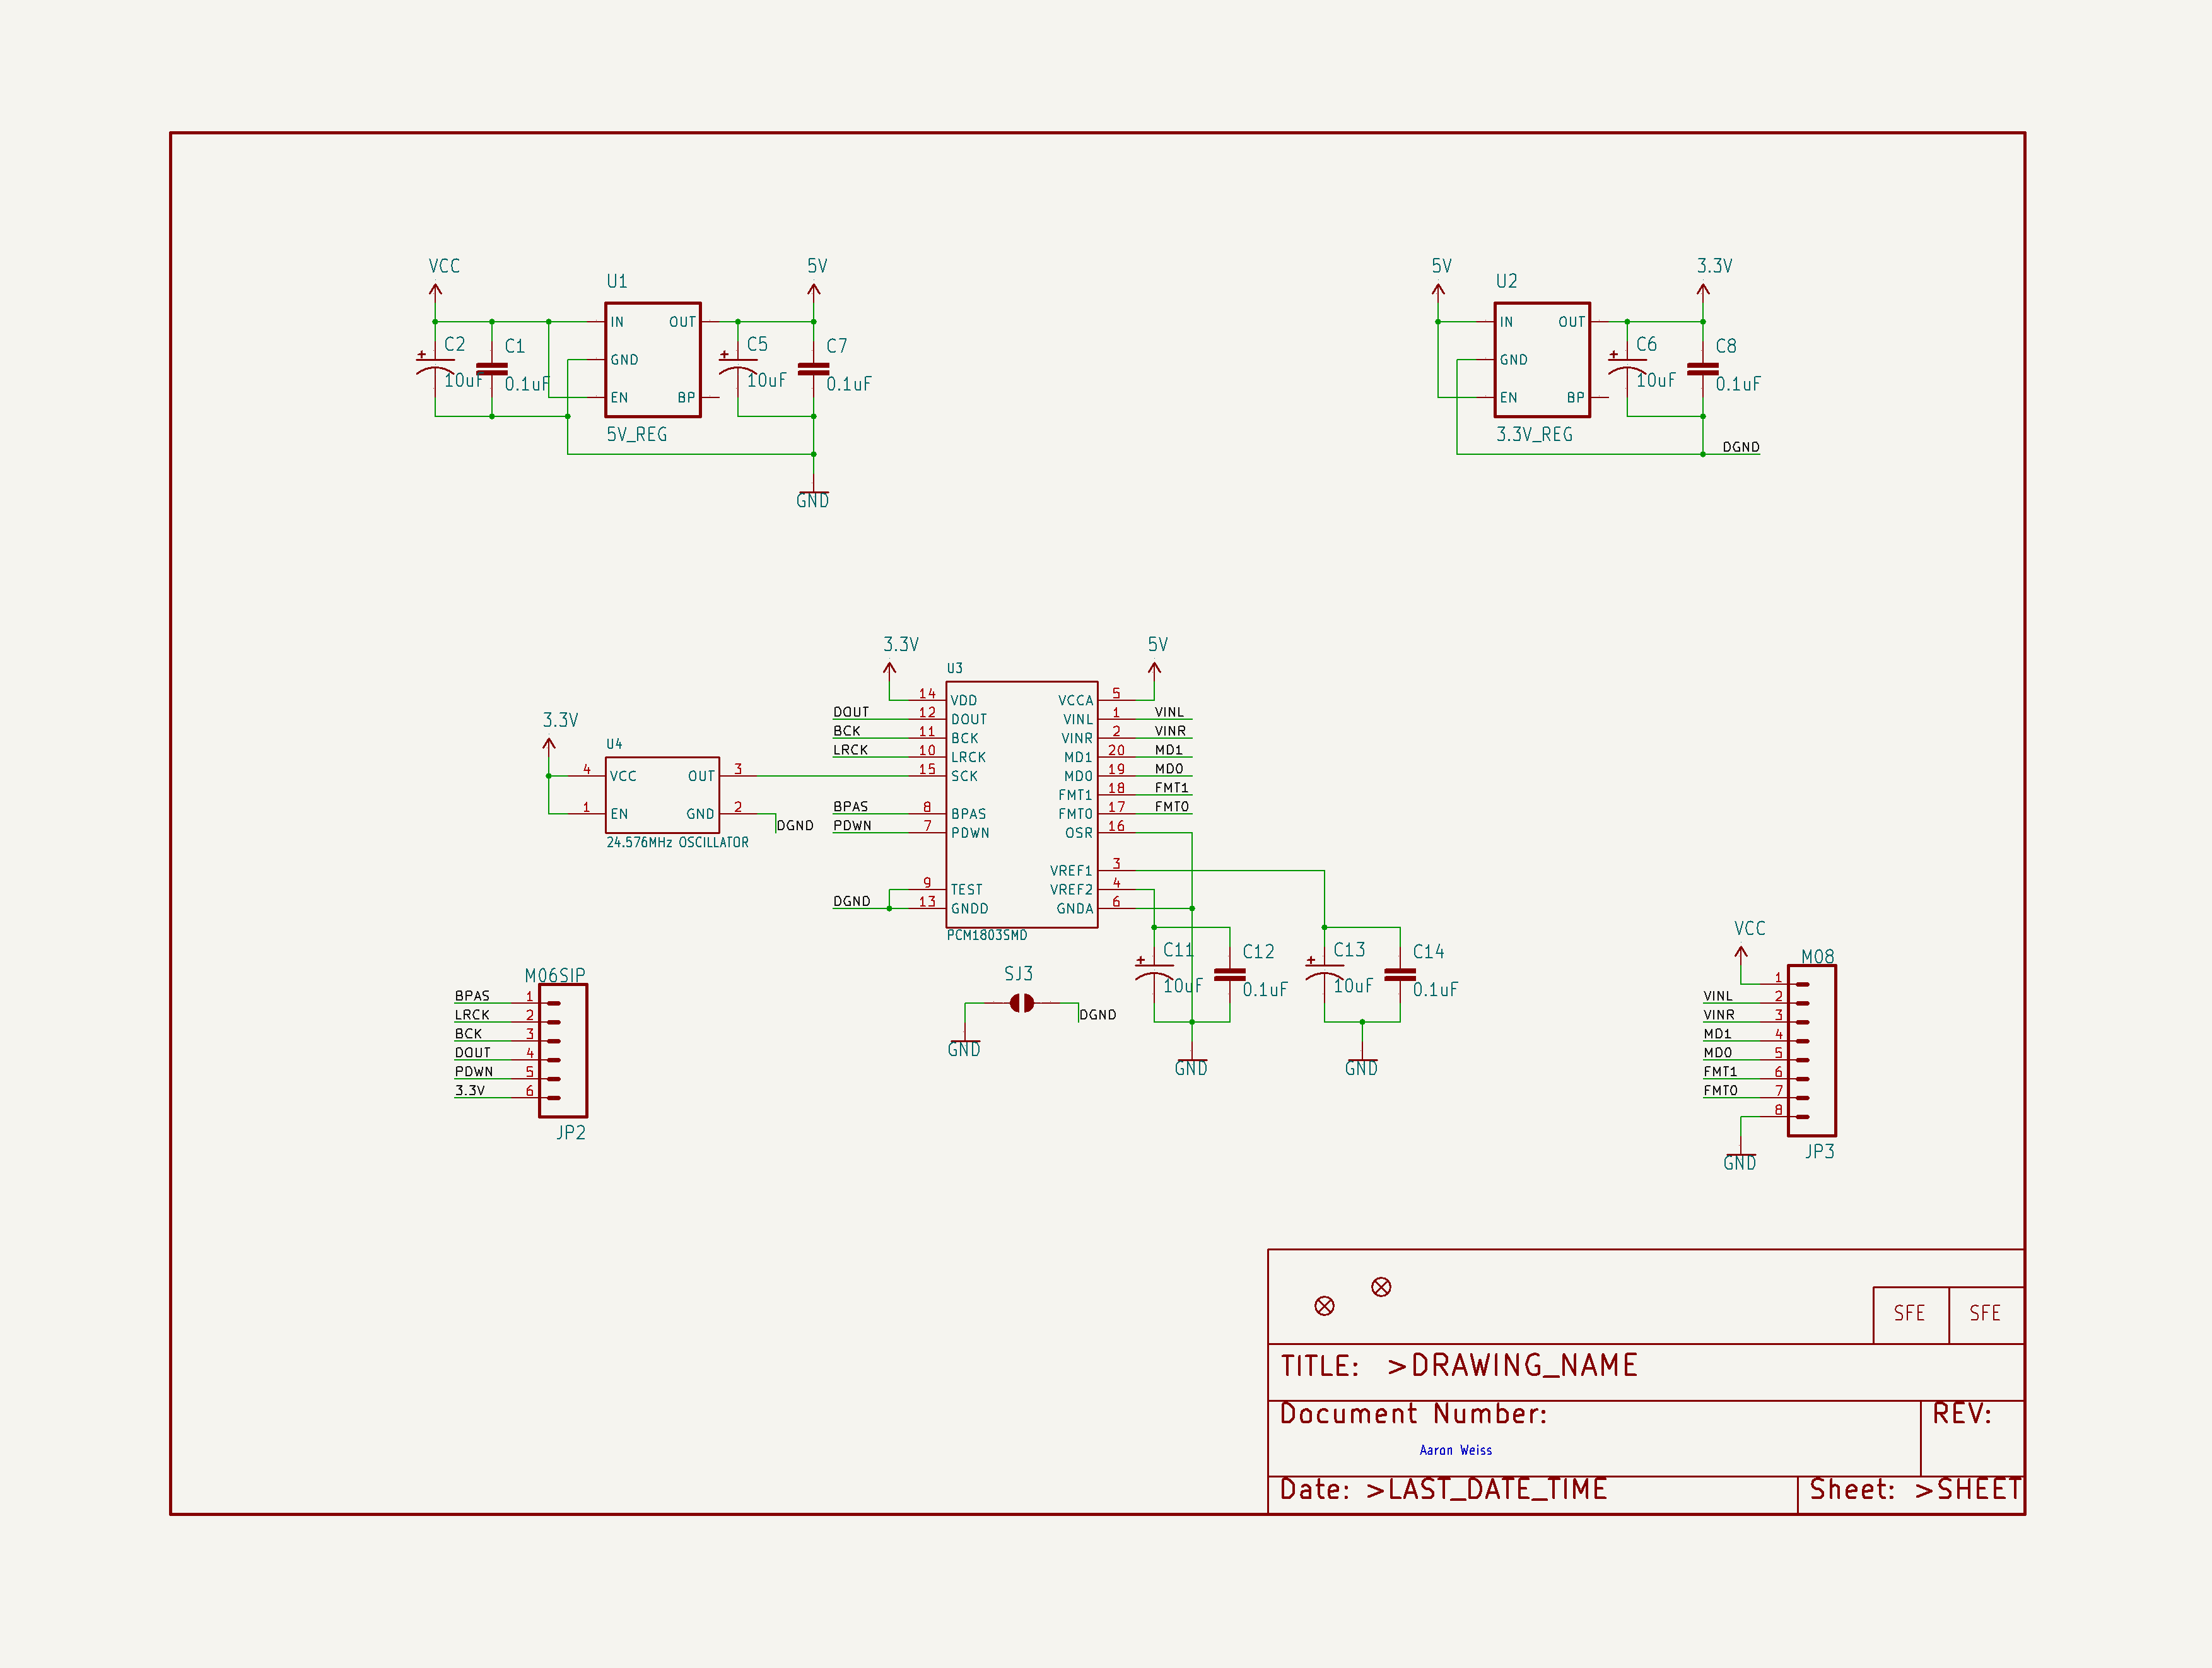 VCC
U1
5V
IN
OUT
C2
C1
C5
C7
GND
10uF
0.1uF
10uF
0.1uF
EN
BP
5V_REG
GND
5V
U2
3.3V
IN
OUT
C6
C8
GND
10uF
0.1uF
EN
BP
3.3V_REG
DGND
3.3V
U3
5V
14 VDD
VCCA 5
DOUT 12 DOUT
VINL 1 VINL
BCK 11 BCK
VINR 2 VINR
LRCK 10 LRCK
MD1 20 MD1
15 SCK
MD0 19 MD0
FMT1 18 FMT1
BPAS 8 BPAS
FMT0 17 FMT0
PDWN 7 PDWN
OSR 16
VREF1 3
9 TEST
VREF2 4
DGND 13 GNDD
GNDA 6
PCM1803SMD
3.3V
U4
4 VCC
OUT 3
1 EN
GND 2
DGND
24.576MHz OSCILLATOR
C11
C12
C13
C14
10uF
0.1uF
10uF
0.1uF
GND
GND
SJ3
DGND
GND
M06SIP
BPAS 1
LRCK 2
BCK 3
DOUT 4
PDWN 5
3.3V 6
JP2
VCC
M08
1
VINL 2
VINR 3
MD1 4
MD0 5
FMT1 6
FMT0 7
8
GND
JP3
SFE SFE
TITLE: >DRAWING_NAME
Document Number:
REV:
Aaron Weiss
Date: >LAST_DATE_TIME
Sheet: >SHEET